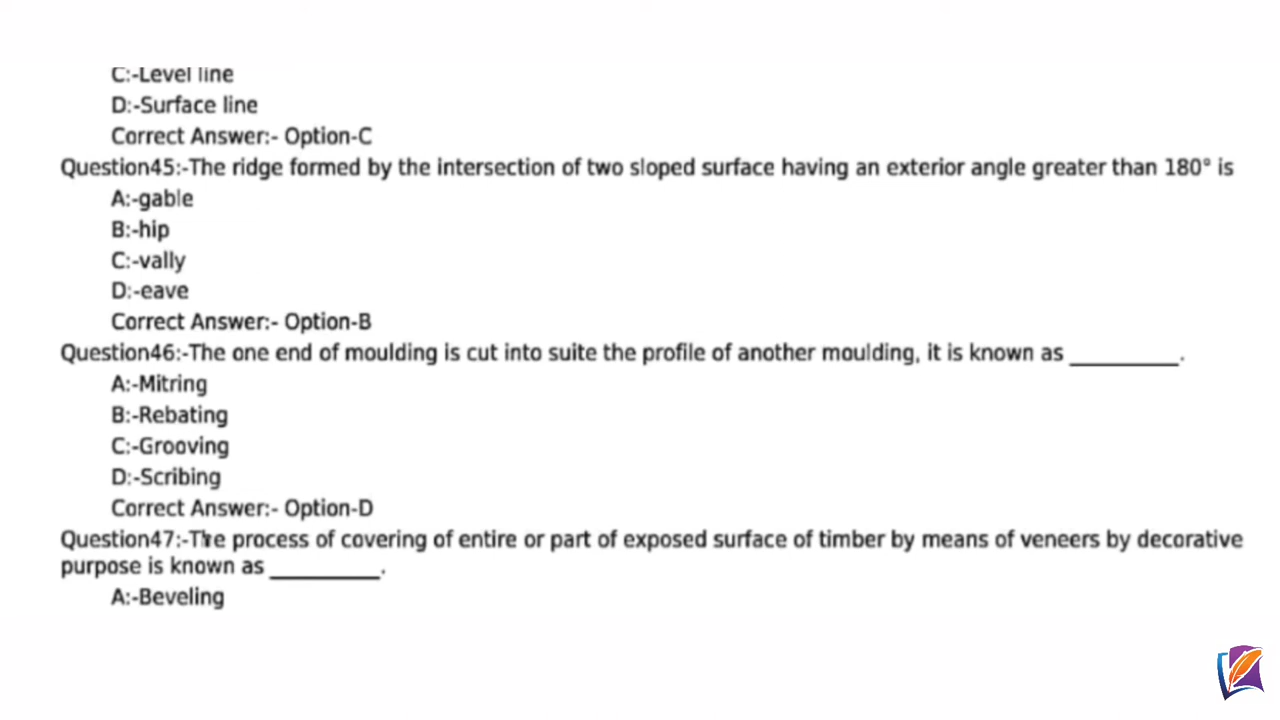 C:-Level line
D:-Surface line
Correct Answer:- Option-C
Question45:-The ridge formed by the intersection of two sloped surface having an exterior angle greater than 180° is
A:-gable
B:-hip
C:-vally
D:-eave
Correct Answer:- Option-B
Question46:-The one end of moulding is cut into suite the profile of another moulding, it is known as __________.
A:-Mitring
B:-Rebating
C:-Grooving
D:-Scribing
Correct Answer:- Option-D
Question47:-The process of covering of entire or part of exposed surface of timber by means of veneers by decorative
purpose is known as __________.
A:-Beveling